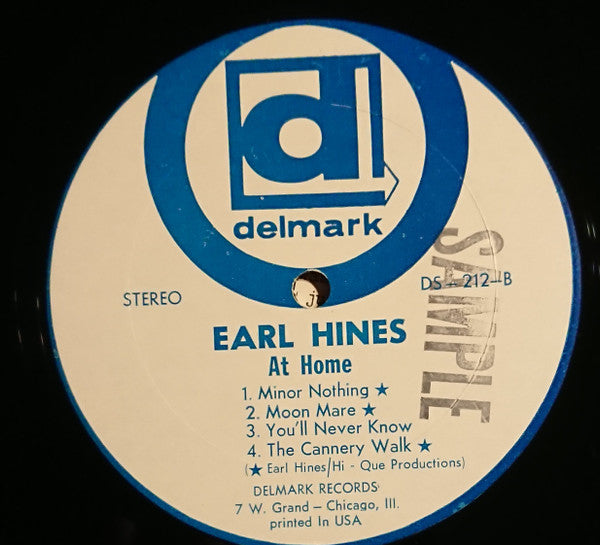 d
delmark
STEREO
DS - 212-B
SAMPLE
EARL HINES
At Home
1. Minor Nothing ★
2. Moon Mare ★
3. You'll Never Know
4. The Cannery Walk ★
(★ Earl Hines/Hi - Que Productions)
DELMARK RECORDS
7 W. Grand – Chicago, Ill.
printed In USA